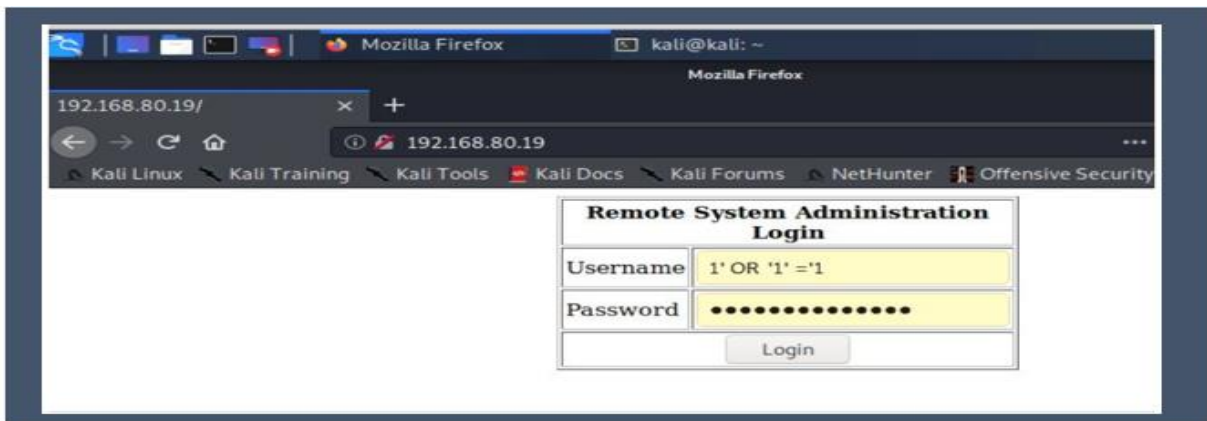 Mozilla Firefox kali@kali: ~
Mozilla Firefox
192.168.80.19/
192.168.80.19
Kali Linux Kali Training Kali Tools Kali Docs Kali Forums NetHunter Offensive Security
Remote System Administration
Login
Username 1' OR '1' ='1
Password ••••••••••••••
Login